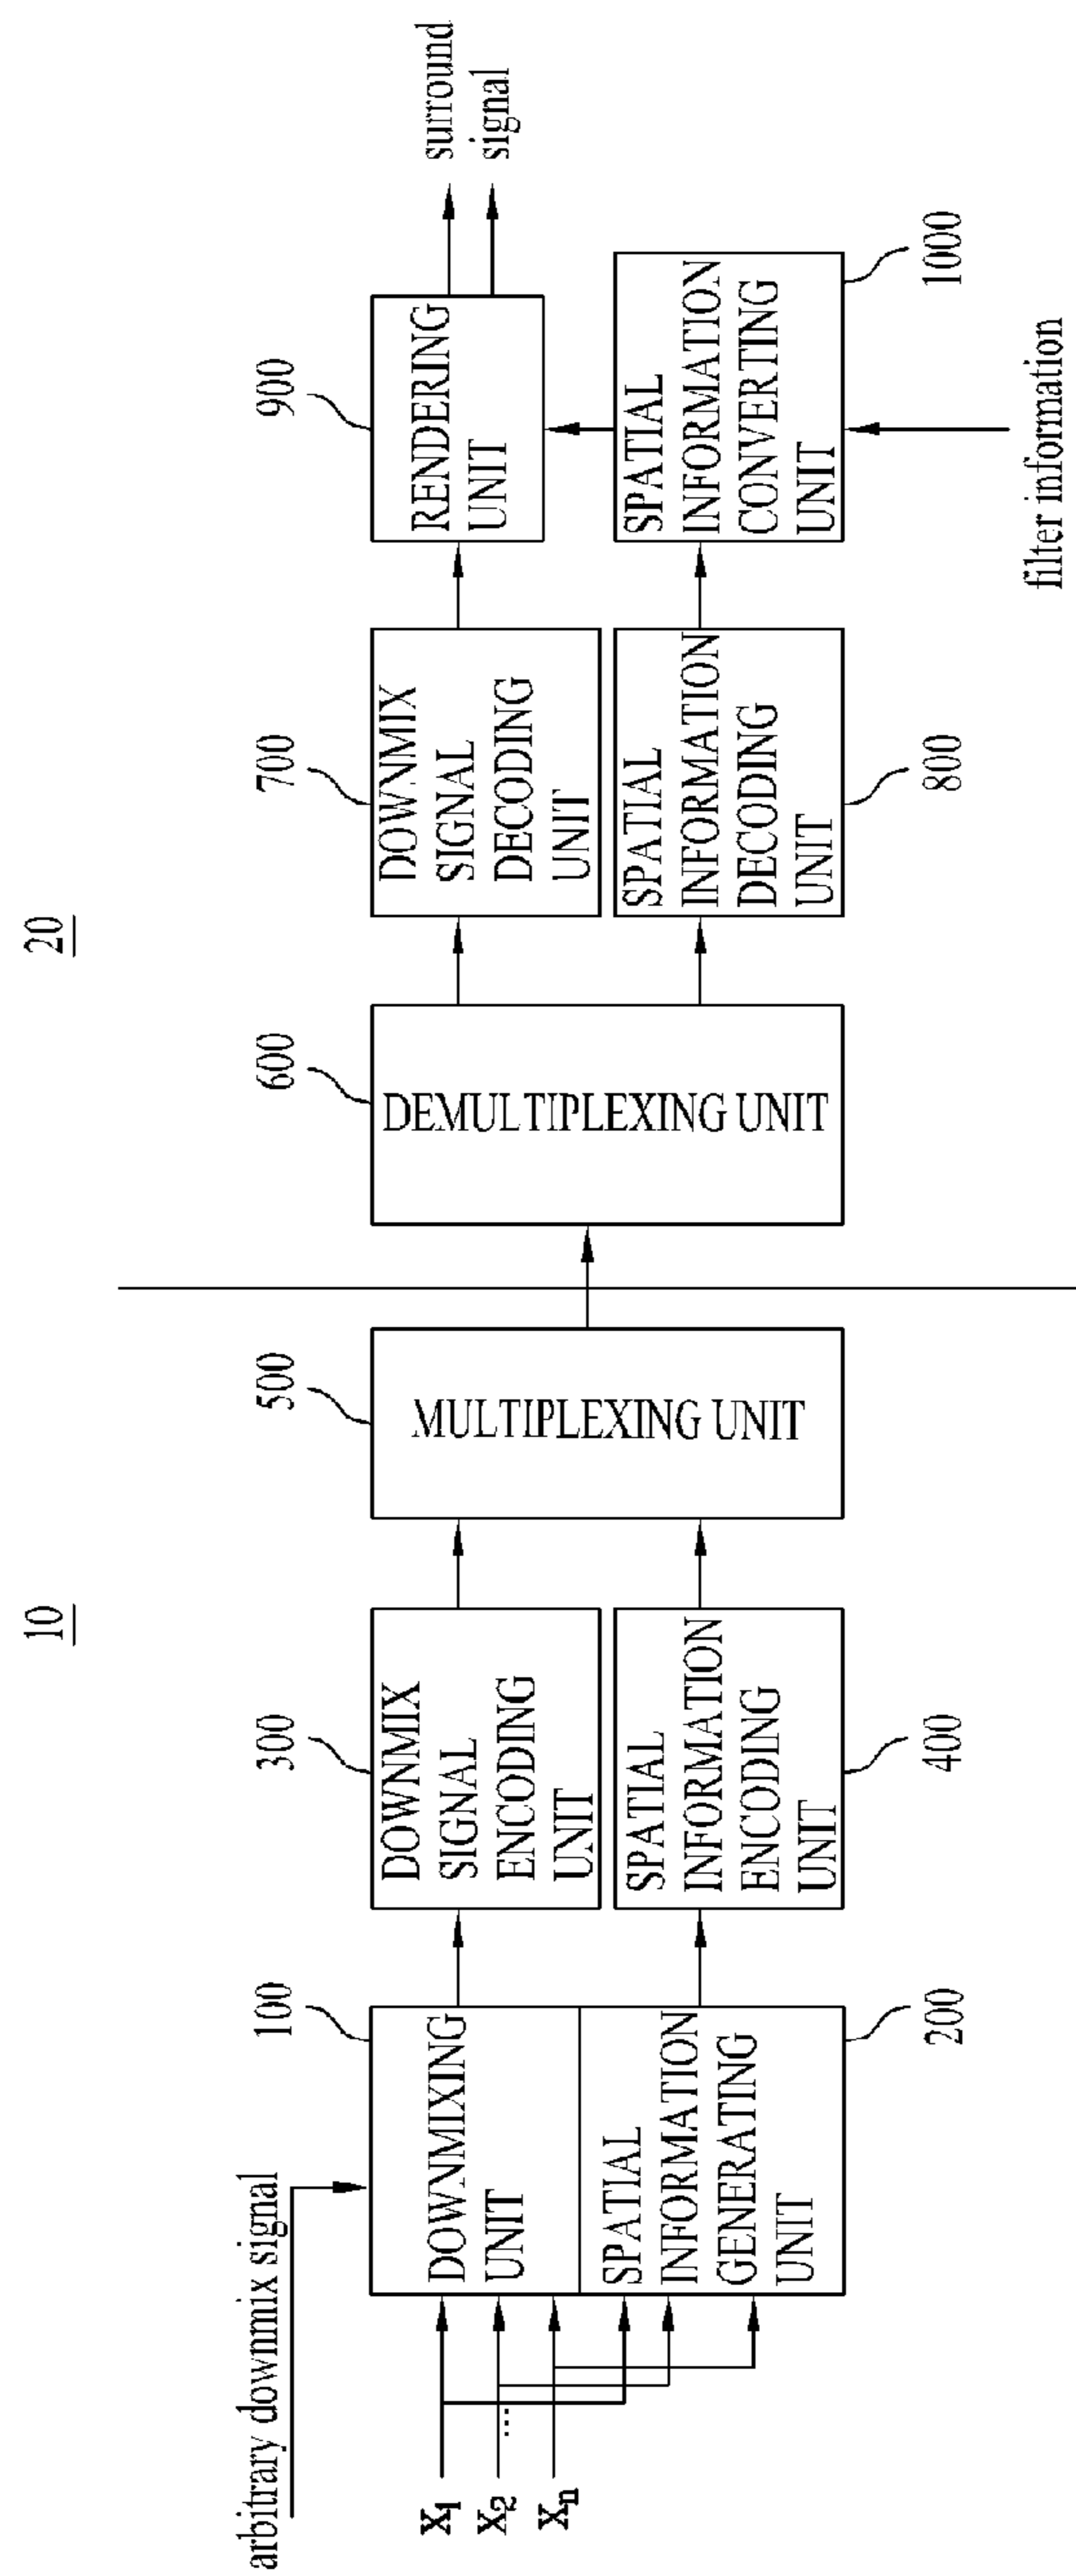 10
20
arbitrary downmix signal
X1
X2
...
Xn
100
DOWNMIXING
UNIT
SPATIAL
INFORMATION
GENERATING
UNIT
200
300
DOWNMIX
SIGNAL
ENCODING
UNIT
SPATIAL
INFORMATION
ENCODING
UNIT
400
500
MULTIPLEXING UNIT
600
DEMULTIPLEXING UNIT
700
DOWNMIX
SIGNAL
DECODING
UNIT
SPATIAL
INFORMATION
DECODING
UNIT
800
900
RENDERING
UNIT
SPATIAL
INFORMATION
CONVERTING
UNIT
1000
surround
signal
filter information